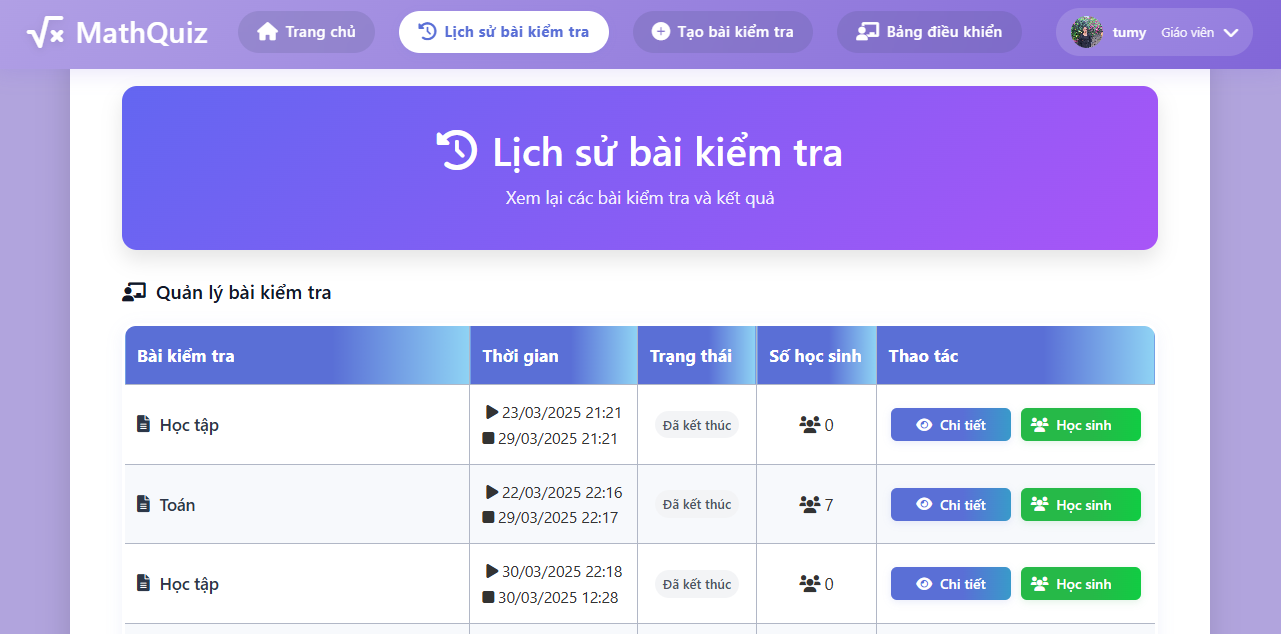 MathQuiz Trang chủ Lịch sử bài kiểm tra Tạo bài kiểm tra Bảng điều khiển tumy Giáo viên
Lịch sử bài kiểm tra
Xem lại các bài kiểm tra và kết quả
Quản lý bài kiểm tra
Bài kiểm tra Thời gian Trạng thái Số học sinh Thao tác
Học tập 23/03/2025 21:21 Đã kết thúc 0 Chi tiết Học sinh
29/03/2025 21:21
Toán 22/03/2025 22:16 Đã kết thúc 7 Chi tiết Học sinh
29/03/2025 22:17
Học tập 30/03/2025 22:18 Đã kết thúc 0 Chi tiết Học sinh
30/03/2025 12:28